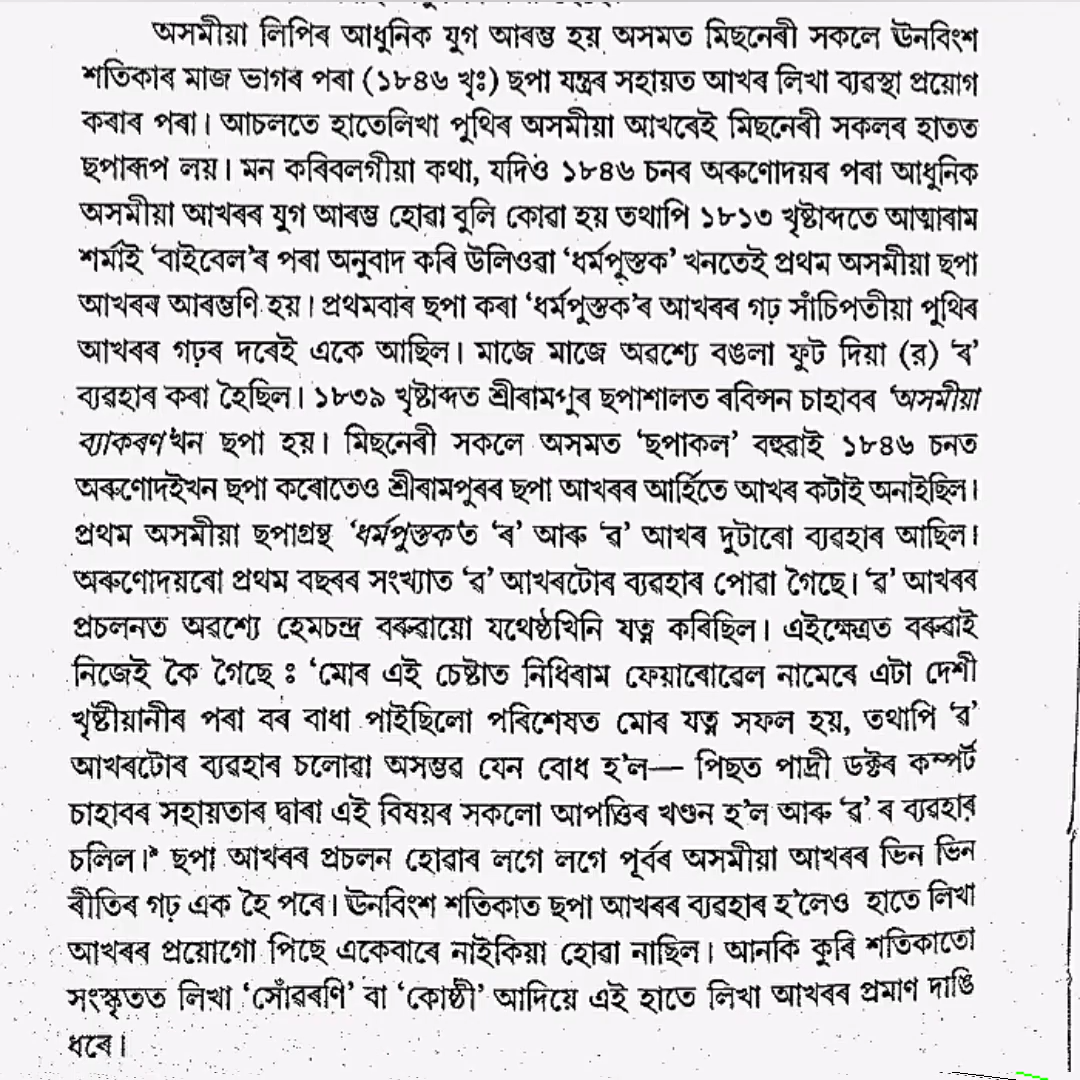 অসমীয়া লিপিৰ আধুনিক যুগ আৰম্ভ হয় অসমত মিছনেৰী সকলে ঊনবিংশ
শতিকাৰ মাজ ভাগৰ পৰা (১৮৪৬ খৃঃ) ছপা যন্ত্ৰৰ সহায়ত আখৰ লিখা ব্যৱস্থা প্ৰয়োগ
কৰাৰ পৰা। আচলতে হাতেলিখা পুথিৰ অসমীয়া আখৰেই মিছনেৰী সকলৰ হাতত
ছপাৰূপ লয়। মন কৰিবলগীয়া কথা, যদিও ১৮৪৬ চনৰ অৰুণোদয়ৰ পৰা আধুনিক
অসমীয়া আখৰৰ যুগ আৰম্ভ হোৱা বুলি কোৱা হয় তথাপি ১৮১৩ খৃষ্টাব্দতে আত্মাৰাম
শৰ্মাই ‘বাইবেল’ৰ পৰা অনুবাদ কৰি উলিওৱা ‘ধৰ্মপুস্তক’ খনতেই প্ৰথম অসমীয়া ছপা
আখৰৰ আৰম্ভণি হয়। প্ৰথমবাৰ ছপা কৰা ‘ধৰ্মপুস্তক’ৰ আখৰৰ গঢ় সাঁচিপতীয়া পুথিৰ
আখৰৰ গঢ়ৰ দৰেই একে আছিল। মাজে মাজে অৱশ্যে বঙলা ফুট দিয়া (র) ‘ৰ’
ব্যৱহাৰ কৰা হৈছিল। ১৮৩৯ খৃষ্টাব্দত শ্ৰীৰামপুৰ ছপাশালত ৰবিন্সন চাহাবৰ ‘অসমীয়া
ব্যাকৰণ’খন ছপা হয়। মিছনেৰী সকলে অসমত ‘ছপাকল’ বহুৱাই ১৮৪৬ চনত
অৰুণোদইখন ছপা কৰোতেও শ্ৰীৰামপুৰৰ ছপা আখৰৰ আৰ্হিতে আখৰ কটাই অনাইছিল।
প্ৰথম অসমীয়া ছপাগ্ৰন্থ ‘ধৰ্মপুস্তক’ত ‘ৰ’ আৰু ‘ৱ’ আখৰ দুটাৰো ব্যৱহাৰ আছিল।
অৰুণোদয়ৰো প্ৰথম বছৰৰ সংখ্যাত ‘ৱ’ আখৰটোৰ ব্যৱহাৰ পোৱা গৈছে। ‘ৱ’ আখৰৰ
প্ৰচলনত অৱশ্যে হেমচন্দ্ৰ বৰুৱায়ো যথেষ্ঠখিনি যত্ন কৰিছিল। এইক্ষেত্ৰত বৰুৱাই
নিজেই কৈ গৈছে ঃ ‘মোৰ এই চেষ্টাত নিধিৰাম ফেয়াৰোৱেল নামেৰে এটা দেশী
খৃষ্টীয়ানীৰ পৰা বৰ বাধা পাইছিলো পৰিশেষত মোৰ যত্ন সফল হয়, তথাপি ‘ৱ’
আখৰটোৰ ব্যৱহাৰ চলোৱা অসম্ভৱ যেন বোধ হ’ল— পিছত পাদ্ৰী ডক্টৰ কম্পৰ্ট
চাহাবৰ সহায়তাৰ দ্বাৰা এই বিষয়ৰ সকলো আপত্তিৰ খণ্ডন হ’ল আৰু ‘ৱ’ ৰ ব্যৱহাৰ
চলিল।’ ছপা আখৰৰ প্ৰচলন হোৱাৰ লগে লগে পূৰ্বৰ অসমীয়া আখৰৰ ভিন ভিন
ৰীতিৰ গঢ় এক হৈ পৰে। ঊনবিংশ শতিকাত ছপা আখৰৰ ব্যৱহাৰ হ’লেও হাতে লিখা
আখৰৰ প্ৰয়োগো পিছে একেবাৰে নাইকিয়া হোৱা নাছিল। আনকি কুৰি শতিকাতো
সংস্কৃতত লিখা ‘সোঁৱৰণি’ বা ‘কোষ্ঠী’ আদিয়ে এই হাতে লিখা আখৰৰ প্ৰমাণ দাঙি
ধৰে।